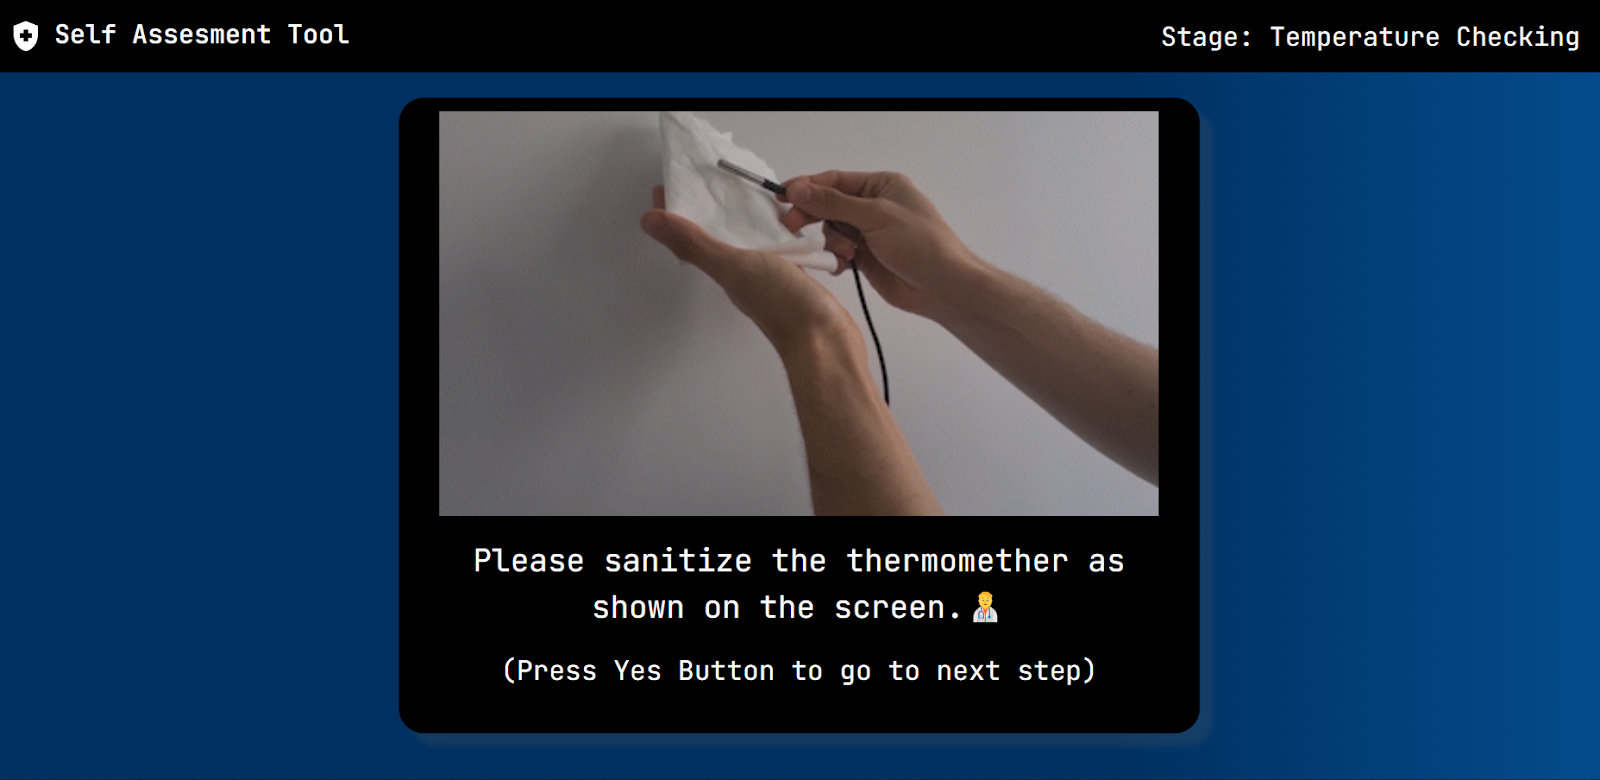 Self Assesment Tool
Stage: Temperature Checking
Please sanitize the thermomether as
shown on the screen.👨‍⚕️
(Press Yes Button to go to next step)